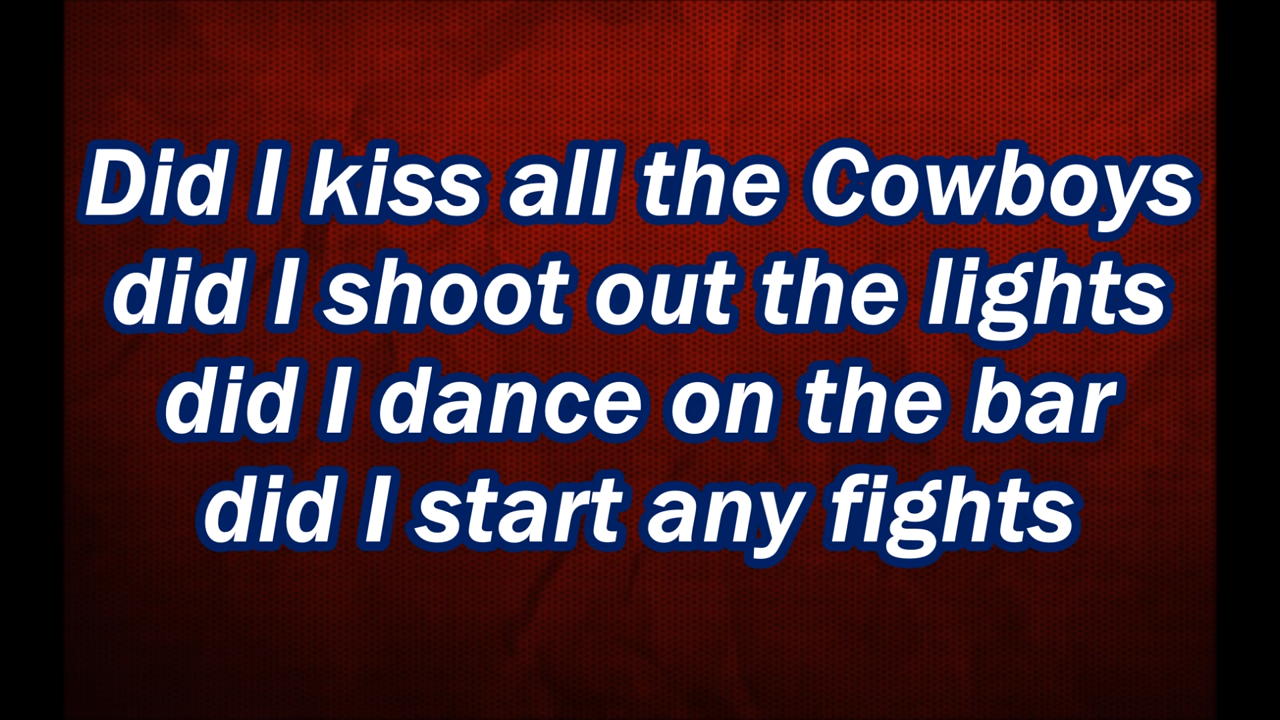 Did I kiss all the Cowboys
did I shoot out the lights
did I dance on the bar
did I start any fights